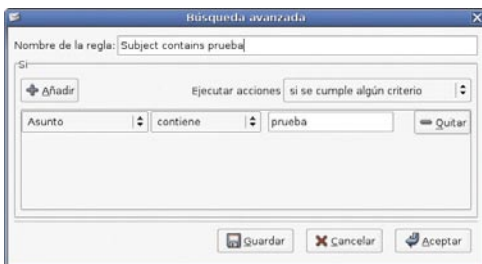 Búsqueda avanzada
Nombre de la regla: Subject contains prueba
Si
Añadir Ejecutar acciones si se cumple algún criterio
Asunto contiene prueba Quitar
Guardar Cancelar Aceptar